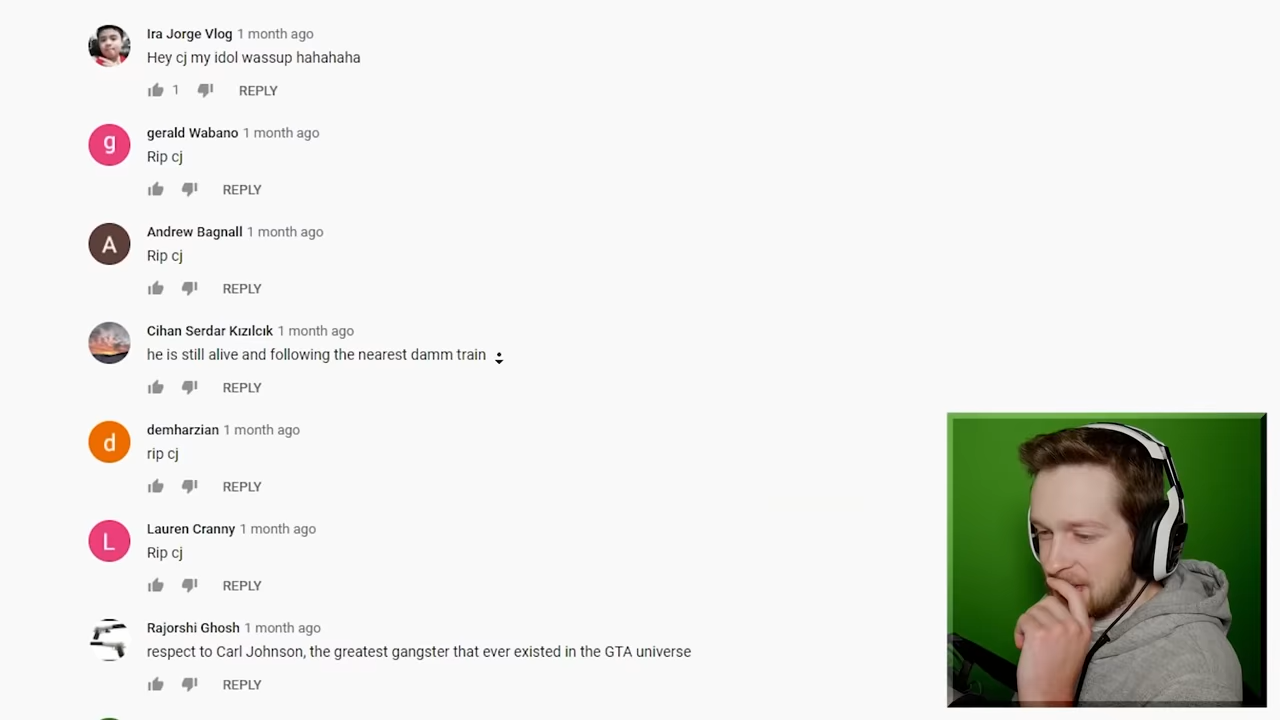 Ira Jorge Vlog 1 month ago
Hey cj my idol wassup hahahaha
1 REPLY
g
gerald Wabano 1 month ago
Rip cj
REPLY
A
Andrew Bagnall 1 month ago
Rip cj
REPLY
Cihan Serdar Kızılcık 1 month ago
he is still alive and following the nearest damm train
REPLY
d
demharzian 1 month ago
rip cj
REPLY
L
Lauren Cranny 1 month ago
Rip cj
REPLY
Rajorshi Ghosh 1 month ago
respect to Carl Johnson, the greatest gangster that ever existed in the GTA universe
REPLY